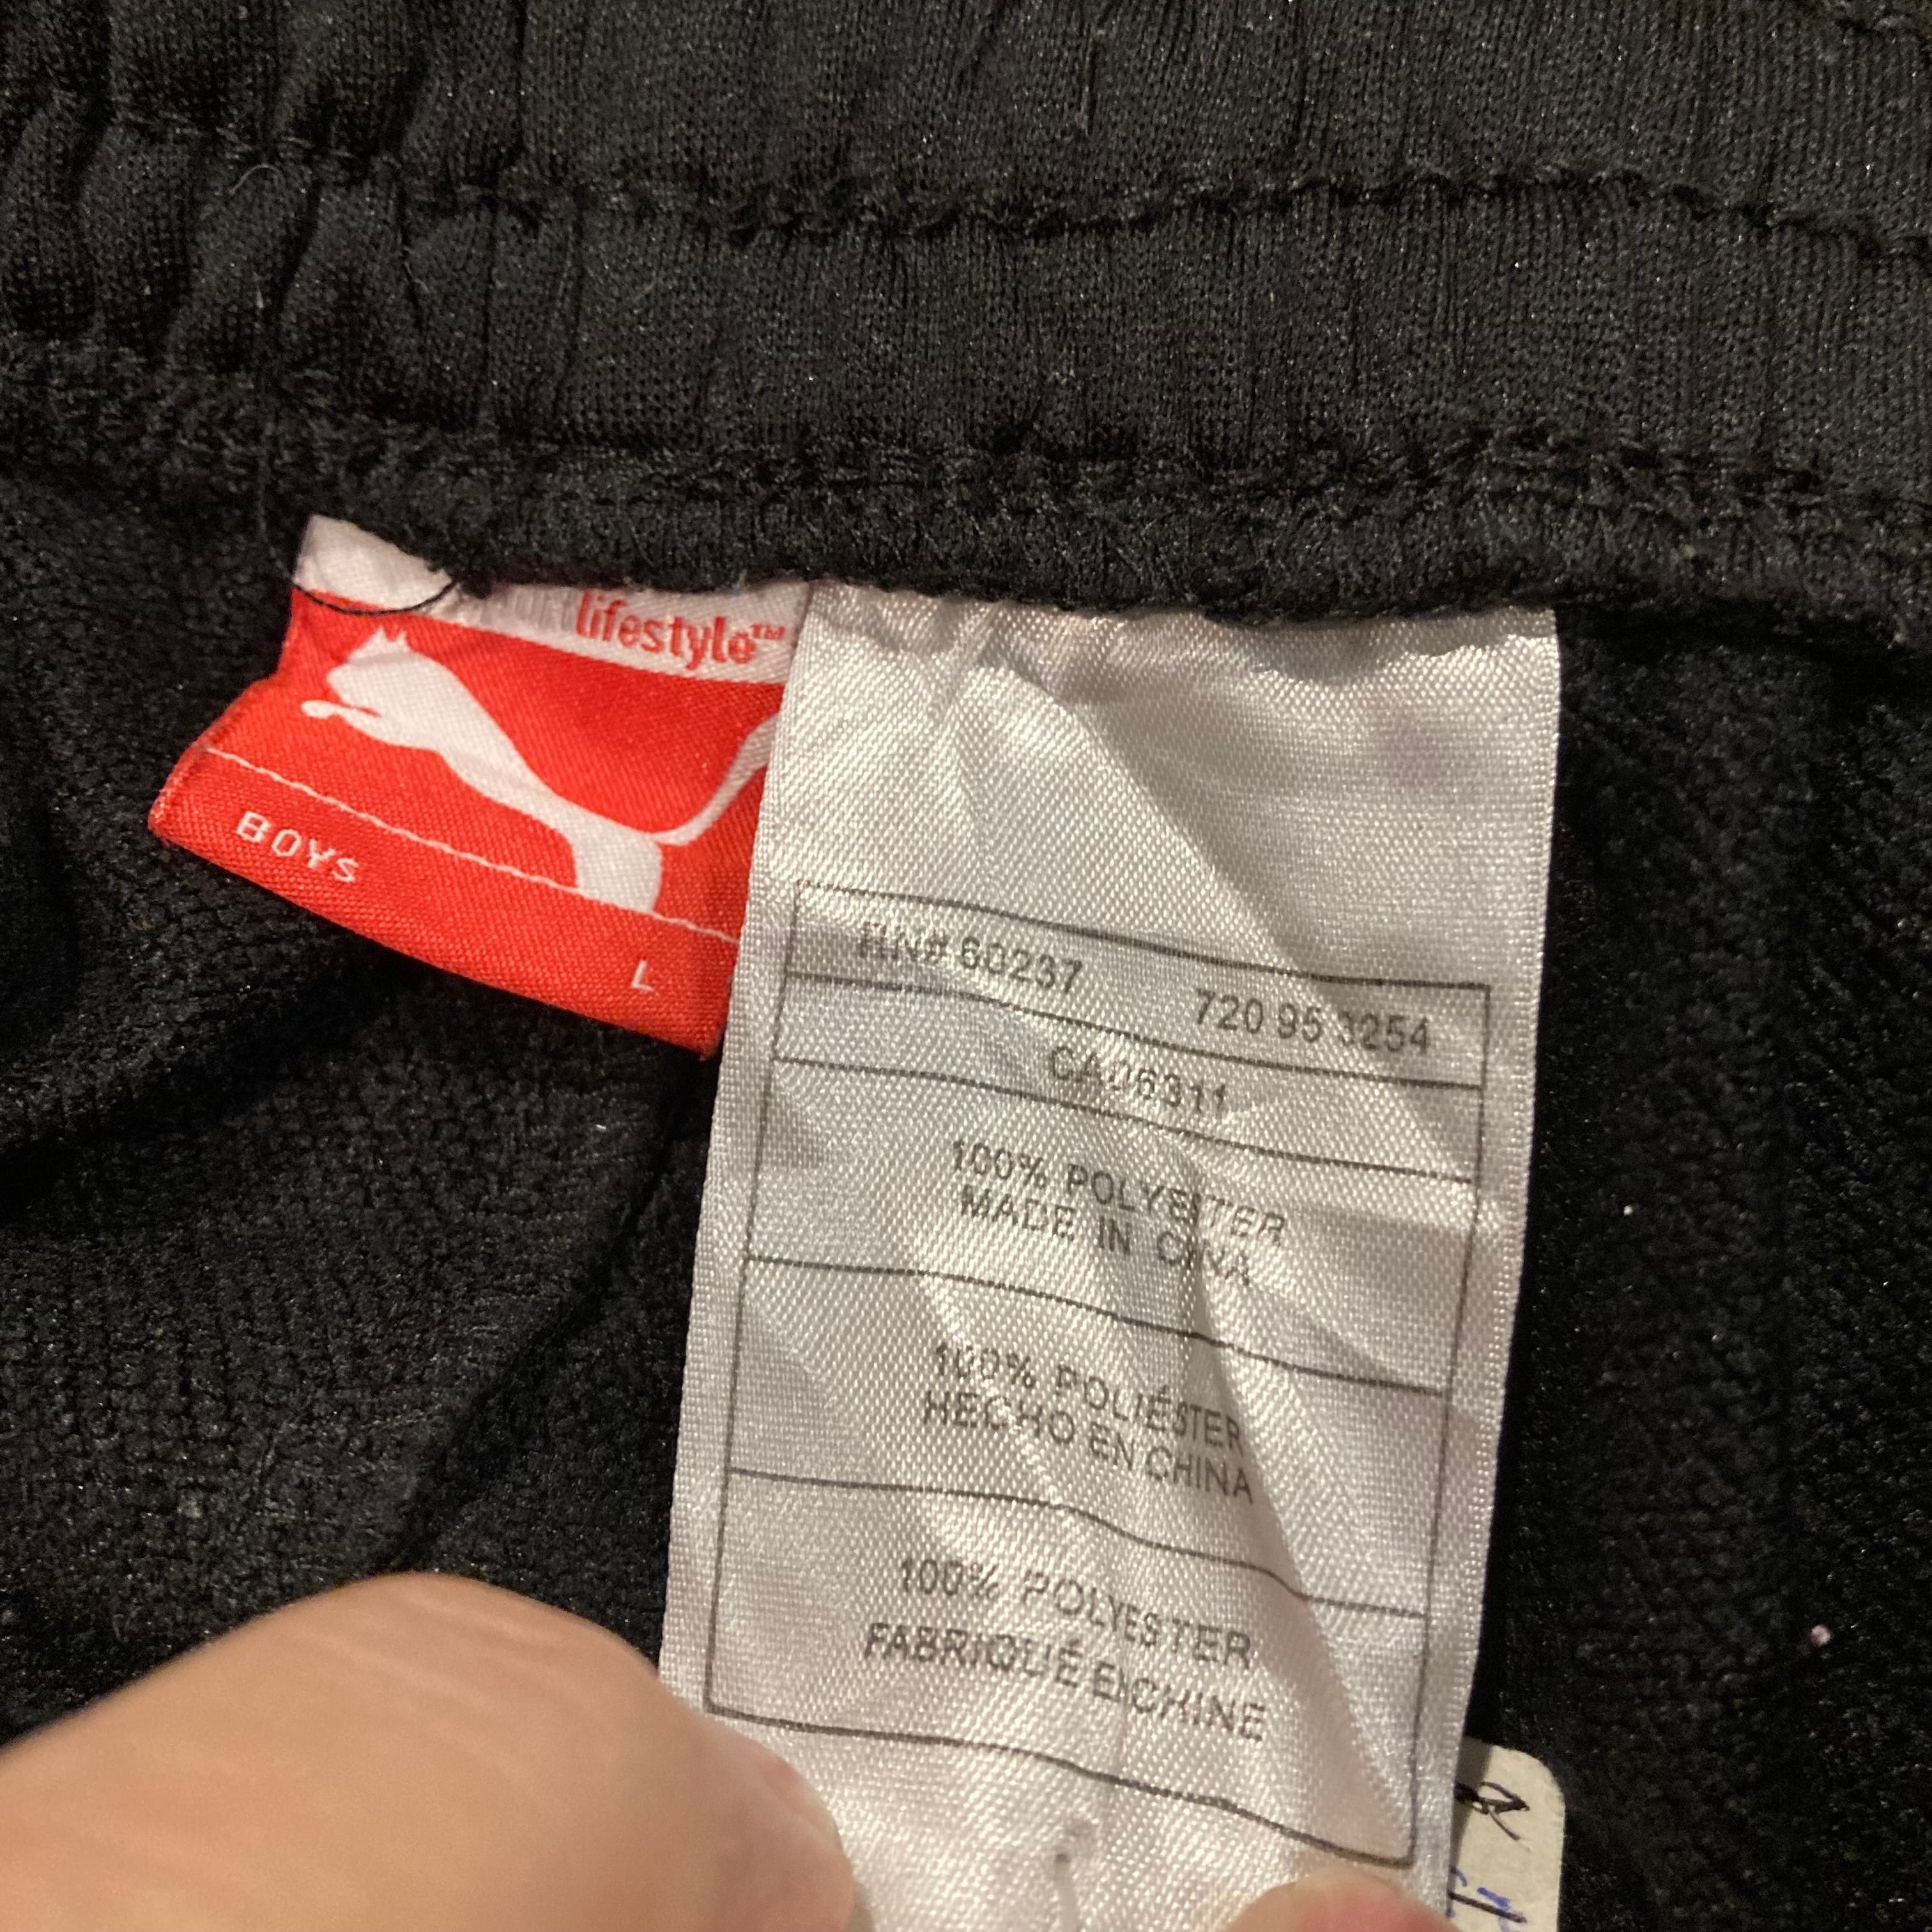 lifestyle™
BOYS
L
RN# 60237 720 95 3254
CA06311
100% POLYESTER
MADE IN CINA
100% POLIÉSTER
HECHO EN CHINA
100% POLYESTER
FABRIQUÉ EN CHINE